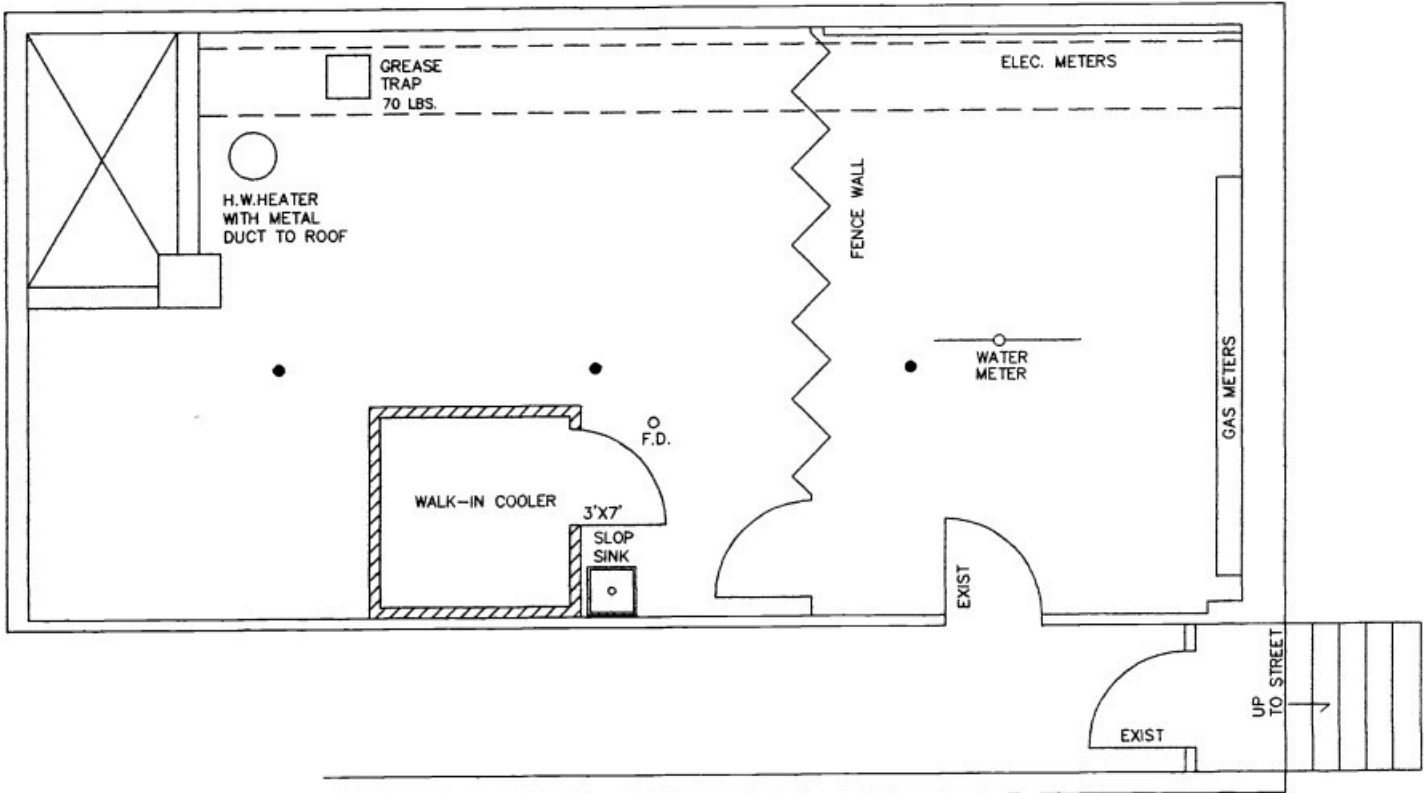 GREASE
TRAP
70 LBS.
ELEC. METERS
H.W.HEATER
WITH METAL
DUCT TO ROOF
FENCE WALL
WATER
METER
GAS METERS
F.D.
WALK-IN COOLER
3'X7'
SLOP
SINK
EXIST
EXIST
UP
TO STREET